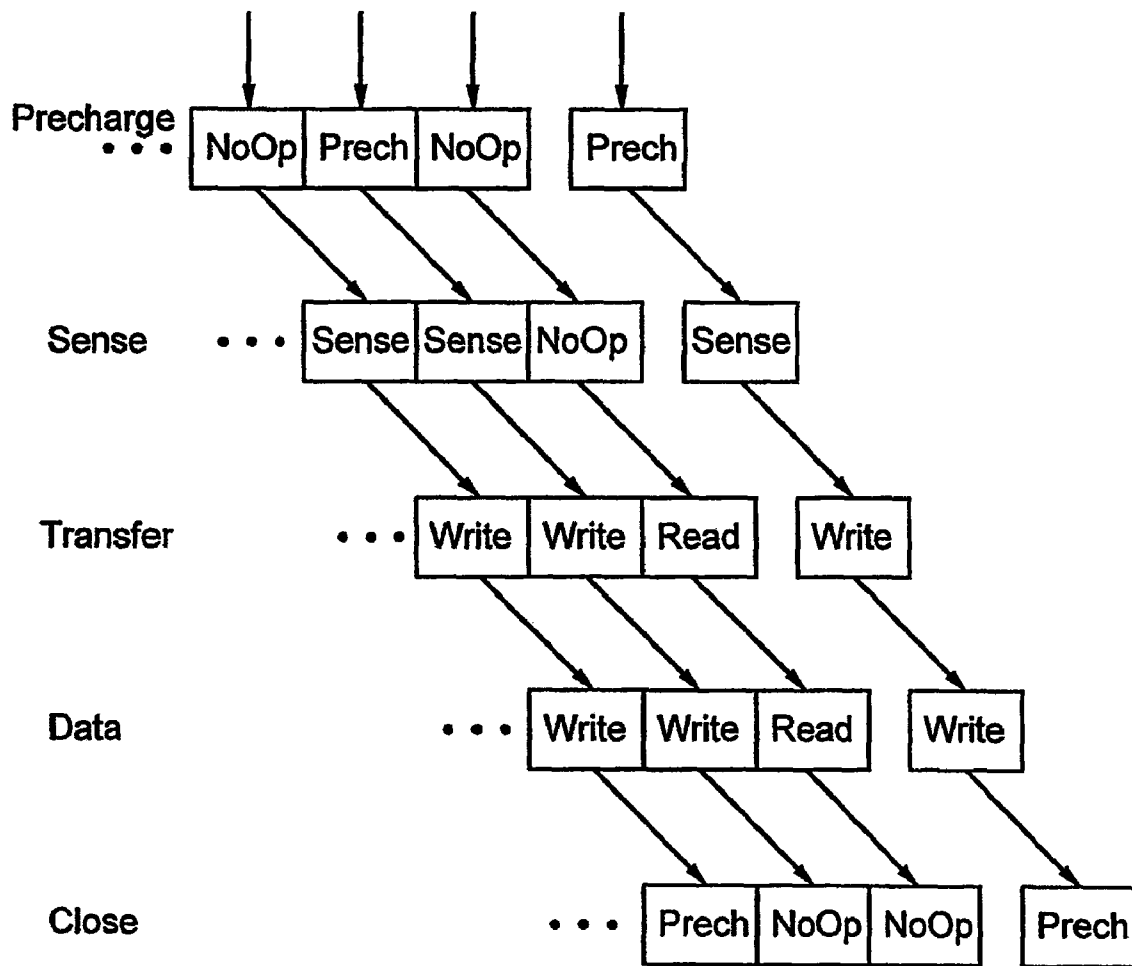 Precharge
NoOp Prech NoOp Prech
Sense Sense Sense NoOp Sense
Transfer Write Write Read Write
Data Write Write Read Write
Close Prech NoOp NoOp Prech